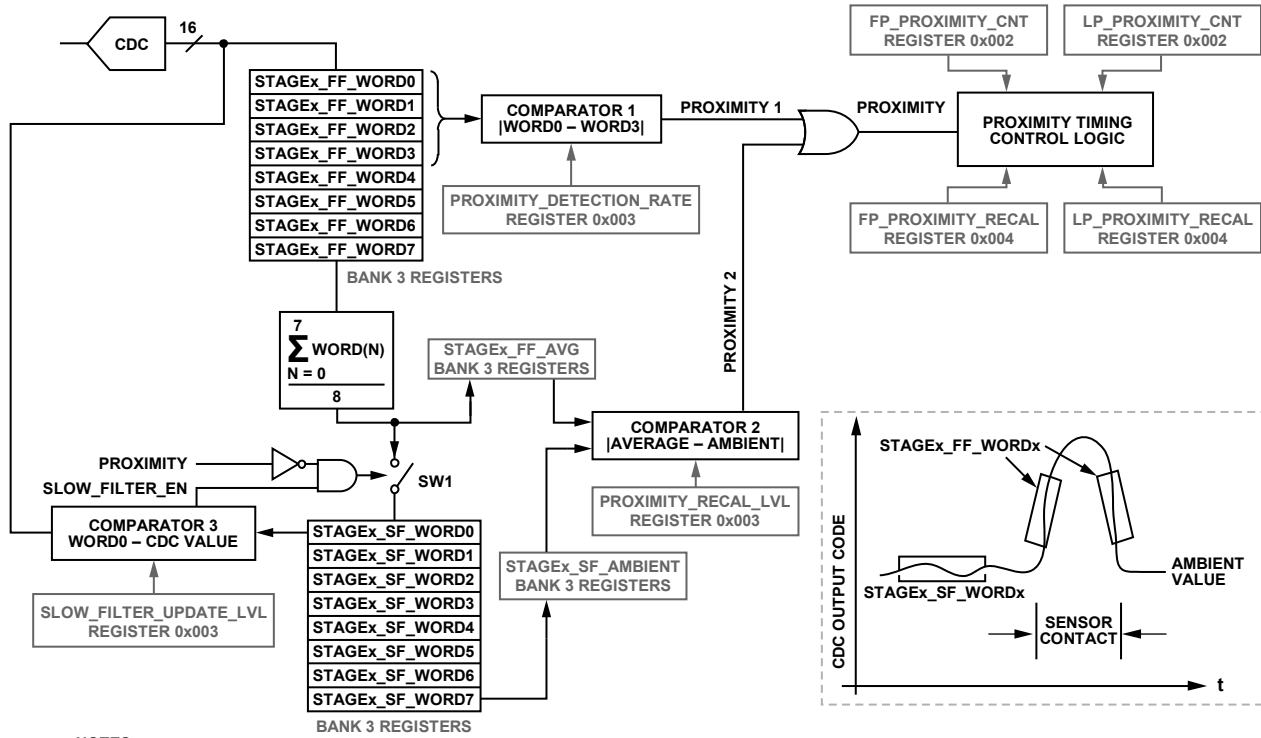 CDC
16
STAGEx_FF_WORD0
STAGEx_FF_WORD1
STAGEx_FF_WORD2
STAGEx_FF_WORD3
STAGEx_FF_WORD4
STAGEx_FF_WORD5
STAGEx_FF_WORD6
STAGEx_FF_WORD7
BANK 3 REGISTERS
COMPARATOR 1
|WORD0 – WORD3|
PROXIMITY_DETECTION_RATE
REGISTER 0x003
PROXIMITY 1
PROXIMITY
FP_PROXIMITY_CNT
REGISTER 0x002
LP_PROXIMITY_CNT
REGISTER 0x002
PROXIMITY TIMING
CONTROL LOGIC
FP_PROXIMITY_RECAL
REGISTER 0x004
LP_PROXIMITY_RECAL
REGISTER 0x004
PROXIMITY 2
7
Σ WORD(N)
N = 0
8
STAGEx_FF_AVG
BANK 3 REGISTERS
COMPARATOR 2
|AVERAGE – AMBIENT|
PROXIMITY_RECAL_LVL
REGISTER 0x003
PROXIMITY
SLOW_FILTER_EN
SW1
COMPARATOR 3
WORD0 – CDC VALUE
SLOW_FILTER_UPDATE_LVL
REGISTER 0x003
STAGEx_SF_WORD0
STAGEx_SF_WORD1
STAGEx_SF_WORD2
STAGEx_SF_WORD3
STAGEx_SF_WORD4
STAGEx_SF_WORD5
STAGEx_SF_WORD6
STAGEx_SF_WORD7
BANK 3 REGISTERS
STAGEx_SF_AMBIENT
BANK 3 REGISTERS
CDC OUTPUT CODE
STAGEx_FF_WORDx
STAGEx_SF_WORDx
AMBIENT
VALUE
SENSOR
CONTACT
t